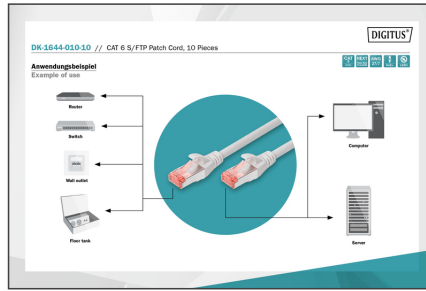 DIGITUS®
DK-1644-010-10 // CAT 6 S/FTP Patch Cord, 10 Pieces
Anwendungsbeispiel
Example of use
Router
Switch
Wall outlet
Floor tank
Computer
Server